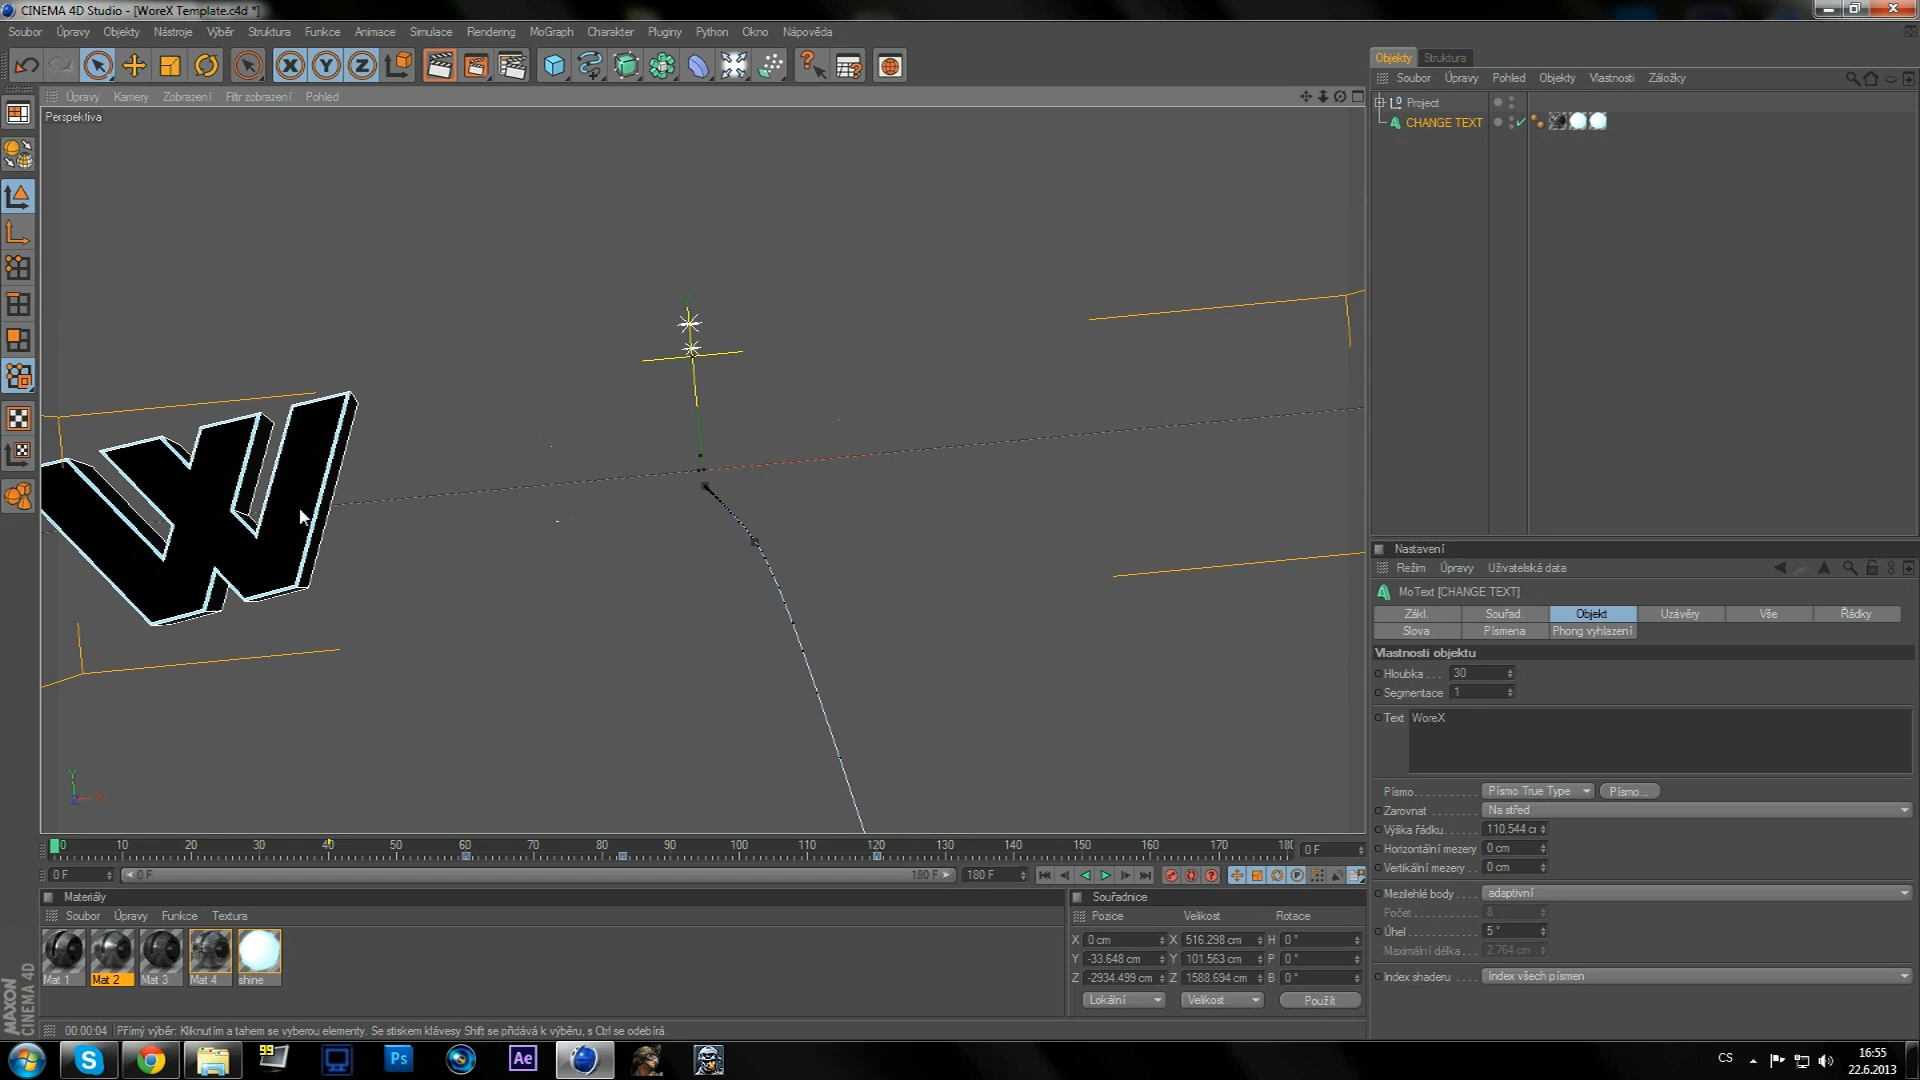 CINEMA 4D Studio - [WoreX Template.c4d *]
Soubor Úpravy Objekty Nástroje Výběr Struktura Funkce Animace Simulace Rendering MoGraph Charakter Pluginy Python Okno Nápověda
X Y Z
Úpravy Kamery Zobrazení Filtr zobrazení Pohled
Perspektiva
W
Y
Z X
0 10 20 30 40 50 60 70 80 90 100 110 120 130 140 150 160 170 18(
0 F
0 F 0 F 180 F 180 F
Materiály
Soubor Úpravy Funkce Textura
Mat 1 Mat 2 Mat 3 Mat 4 shine
Souřadnice
Pozice Velikost Rotace
X 0 cm X 516.298 cm H 0 °
Y -33.648 cm Y 101.563 cm P 0 °
Z -2934.499 cm Z 1588.694 cm B 0 °
Lokální Velikost Použít
MAXON
CINEMA 4D
00:00:04 Přímý výběr: Kliknutím a tahem se vyberou elementy. Se stiskem klávesy Shift se přidává k výběru, s Ctrl se odebírá.
Objekty Struktura
Soubor Úpravy Pohled Objekty Vlastnosti Záložky
Project
CHANGE TEXT
Nastavení
Režim Úpravy Uživatelská data
MoText [CHANGE TEXT]
Zákl. Souřad. Objekt Uzávěry Vše Řádky
Slova Písmena Phong vyhlazení
Vlastnosti objektu
Hloubka . . . 30
Segmentace 1
Text WoreX
Písmo. . . . . . . . . . Písmo True Type Písmo...
Zarovnat . . . . . . . Na střed
Výška řádku. . . . . 110.544 cı
Horizontální mezery 0 cm
Vertikální mezery . 0 cm
Mezilehlé body . . . adaptivní
Počet . . . . . . . . . . 8
Úhel. . . . . . . . . . . 5 °
Maximální délka. . . 2.764 cm
Index shaderu . . . . Index všech písmen
99 Ps Ae
CS
16:55
22.6.2013